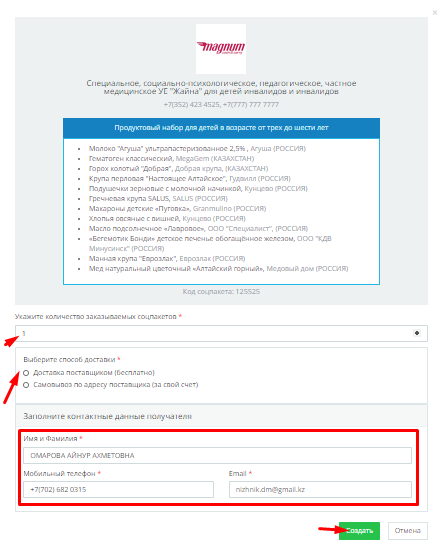 magnum
Специальное, социально-психологическое, педагогическое, частное
медицинское УЕ "Жайна" для детей инвалидов и инвалидов
+7(352) 423 4525, +7(777) 777 7777
Продуктовый набор для детей в возрасте от трех до шести лет
Молоко "Агуша" ультрапастеризованное 2,5% , Агуша (РОССИЯ)
Гематоген классический, MegaGem (КАЗАХСТАН)
Горох колотый "Добрая", Добрая крупа, (КАЗАХСТАН)
Крупа перловая "Настоящее Алтайское", Гудвилл (РОССИЯ)
Подушечки зерновые с молочной начинкой, Кунцево (РОССИЯ)
Гречневая крупа SALUS, SALUS (РОССИЯ)
Макароны детские «Пуговка», Granmulino (РОССИЯ)
Хлопья овсяные с вишней, Кунцево (РОССИЯ)
Масло подсолнечное «Лавровое», ООО "Специалист", (РОССИЯ)
«Бегемотик Бонди» детское печенье обогащённое железом, ООО "КДВ
Минусинск" (РОССИЯ)
Манная крупа "Еврозлак", Еврозлак (РОССИЯ)
Мед натуральный цветочный «Алтайский горный», Медовый дом (РОССИЯ)
Код соцпакета: 125525
Укажите количество заказываемых соцпакетов *
1
Выберите способ доставки *
Доставка поставщиком (бесплатно)
Самовывоз по адресу поставщика (за свой счет)
Заполните контактные данные получателя
Имя и Фамилия *
ОМАРОВА АЙНУР АХМЕТОВНА
Мобильный телефон * Email *
+7(702) 682 0315 nizhnik.dm@gmail.kz
Создать Отмена